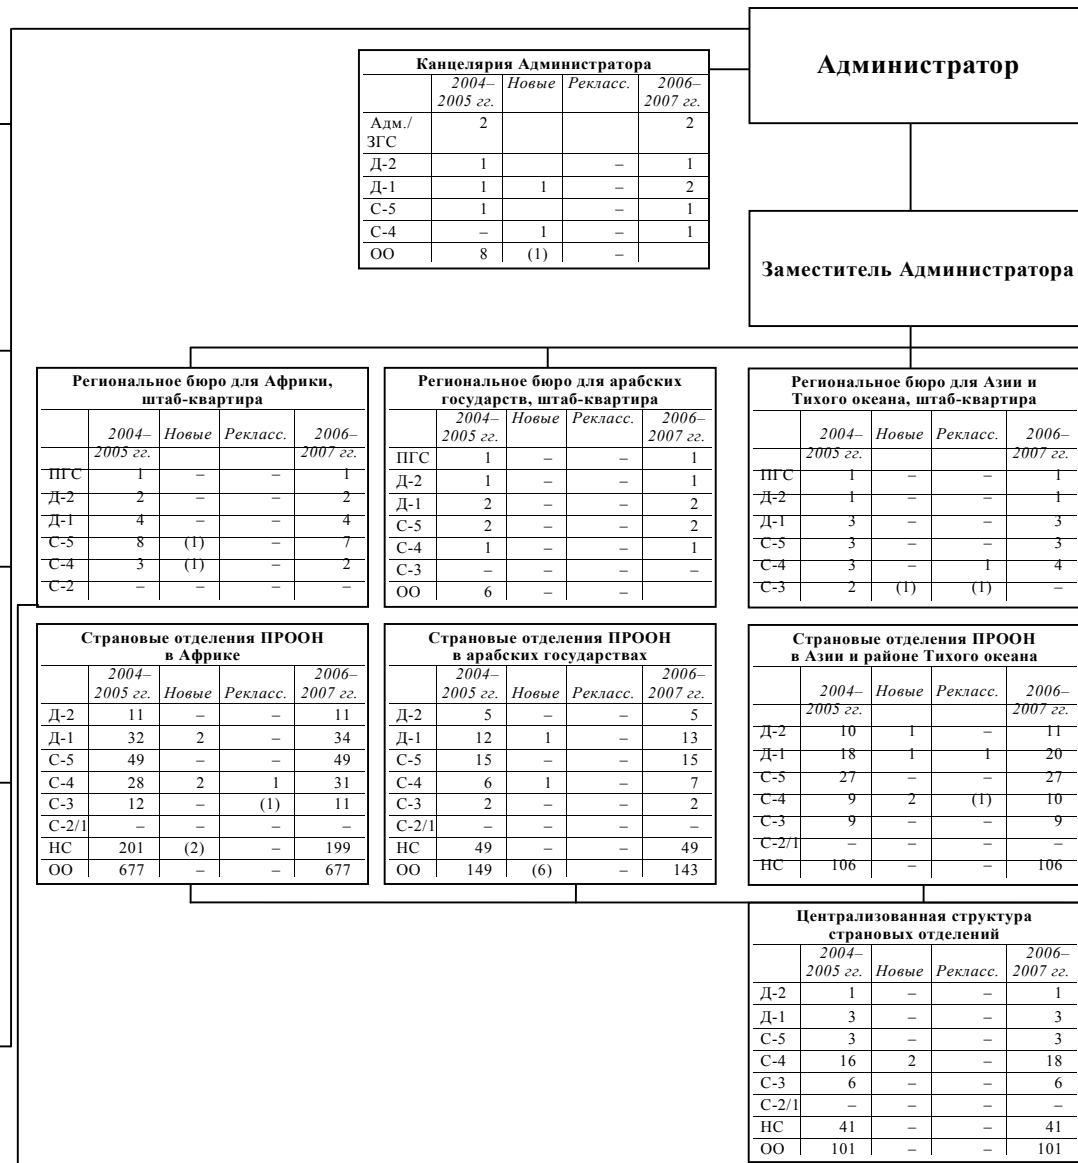 Администратор
Канцелярия Администратора
2004– Новые Рекласс. 2006–
2005 гг. 2007 гг.
Адм./ 2 2
ЗГС
Д-2 1 – 1
Д-1 1 1 – 2
С-5 1 – 1
С-4 – 1 – 1
ОО 8 (1) –
Заместитель Администратора
Региональное бюро для Африки,
штаб-квартира
2004– Новые Рекласс. 2006–
2005 гг. 2007 гг.
ПГС 1 – – 1
Д-2 2 – – 2
Д-1 4 – – 4
С-5 8 (1) – 7
С-4 3 (1) – 2
С-2 – – – –
Региональное бюро для арабских
государств, штаб-квартира
2004– Новые Рекласс. 2006–
2005 гг. 2007 гг.
ПГС 1 – – 1
Д-2 1 – – 1
Д-1 2 – – 2
С-5 2 – – 2
С-4 1 – – 1
С-3 – – – –
ОО 6 – –
Региональное бюро для Азии и
Тихого океана, штаб-квартира
2004– Новые Рекласс. 2006–
2005 гг. 2007 гг.
ПГС 1 – – 1
Д-2 1 – – 1
Д-1 3 – – 3
С-5 3 – – 3
С-4 3 – 1 4
С-3 2 (1) (1) –
Страновые отделения ПРООН
в Африке
2004– 2006–
2005 гг. Новые Рекласс. 2007 гг.
Д-2 11 – – 11
Д-1 32 2 – 34
С-5 49 – – 49
С-4 28 2 1 31
С-3 12 – (1) 11
С-2/1 – – – –
НС 201 (2) – 199
ОО 677 – – 677
Страновые отделения ПРООН
в арабских государствах
2004– 2006–
2005 гг. Новые Рекласс. 2007 гг.
Д-2 5 – – 5
Д-1 12 1 – 13
С-5 15 – – 15
С-4 6 1 – 7
С-3 2 – – 2
С-2/1 – – – –
НС 49 – – 49
ОО 149 (6) – 143
Страновые отделения ПРООН
в Азии и районе Тихого океана
2004– Новые Рекласс. 2006–
2005 гг. 2007 гг.
Д-2 10 1 – 11
Д-1 18 1 1 20
С-5 27 – – 27
С-4 9 2 (1) 10
С-3 9 – – 9
С-2/1 – – – –
НС 106 – – 106
Централизованная структура
страновых отделений
2004– 2006–
2005 гг. Новые Рекласс. 2007 гг.
Д-2 1 – – 1
Д-1 3 – – 3
С-5 3 – – 3
С-4 16 2 – 18
С-3 6 – – 6
С-2/1 – – – –
НС 41 – – 41
ОО 101 – – 101